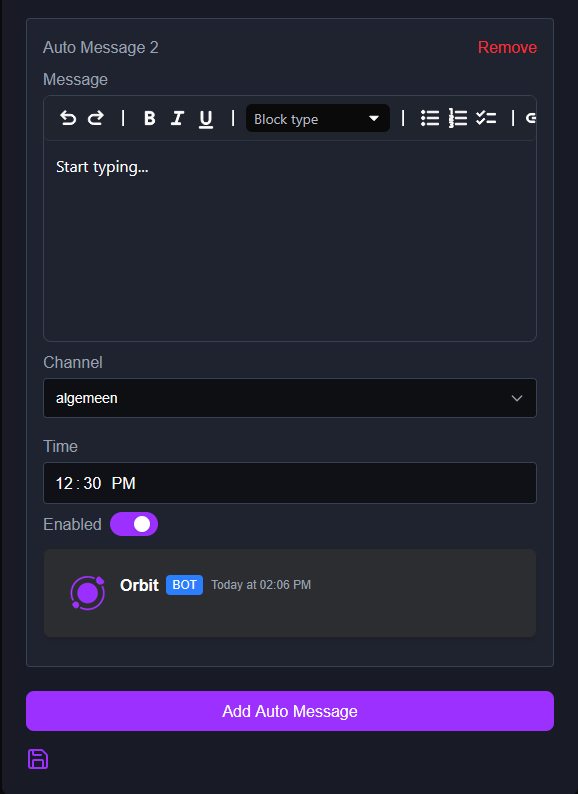 Auto Message 2 Remove
Message
B I U Block type
Start typing...
Channel
algemeen
Time
12:30 PM
Enabled
Orbit BOT Today at 02:06 PM
Add Auto Message